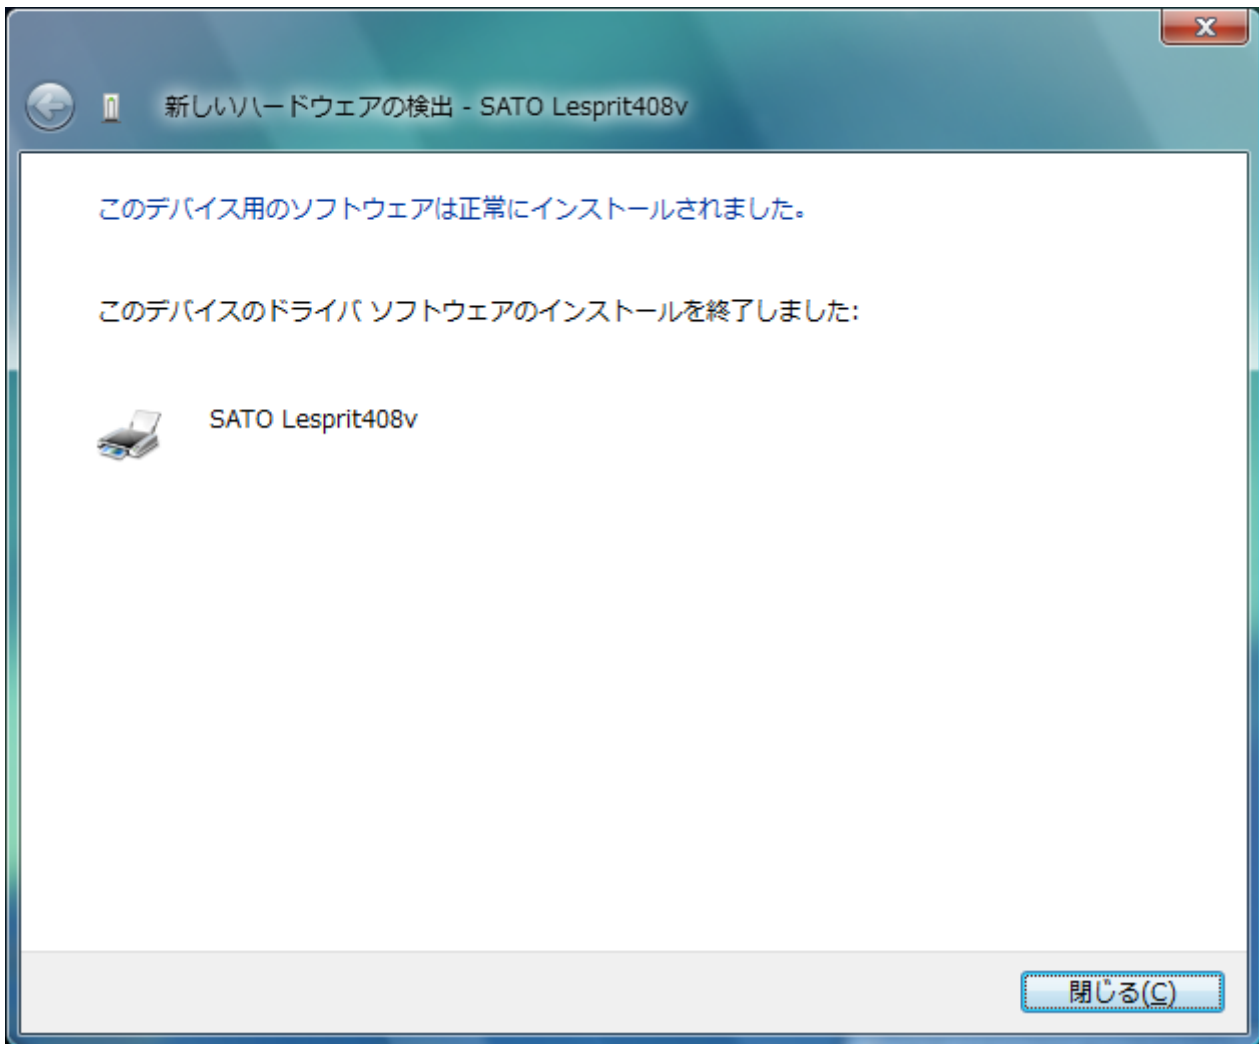 新しいハードウェアの検出 - SATO Lesprit408v
このデバイス用のソフトウェアは正常にインストールされました。
このデバイスのドライバ ソフトウェアのインストールを終了しました:
SATO Lesprit408v
閉じる(C)